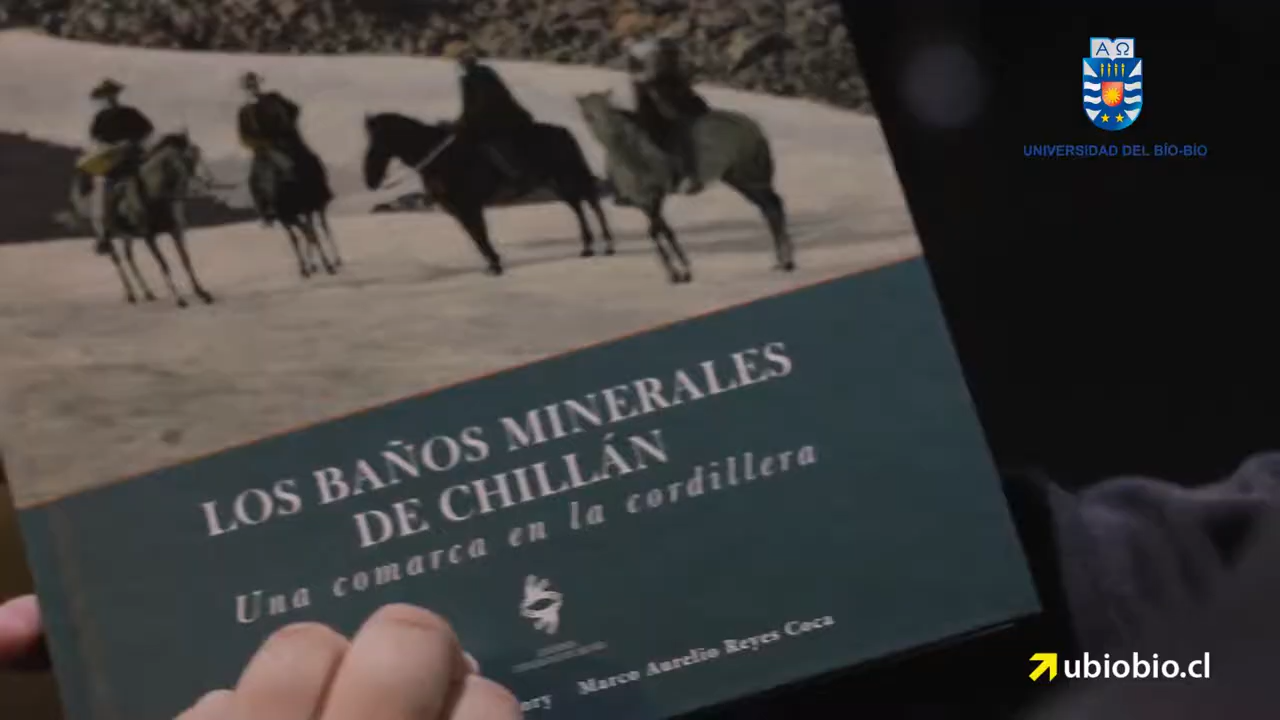 ΑΩ
UNIVERSIDAD DEL BÍO-BÍO
LOS BAÑOS MINERALES
DE CHILLÁN
Una comarca en la cordillera
Marco Aurelio Reyes Coca
ubiobio.cl